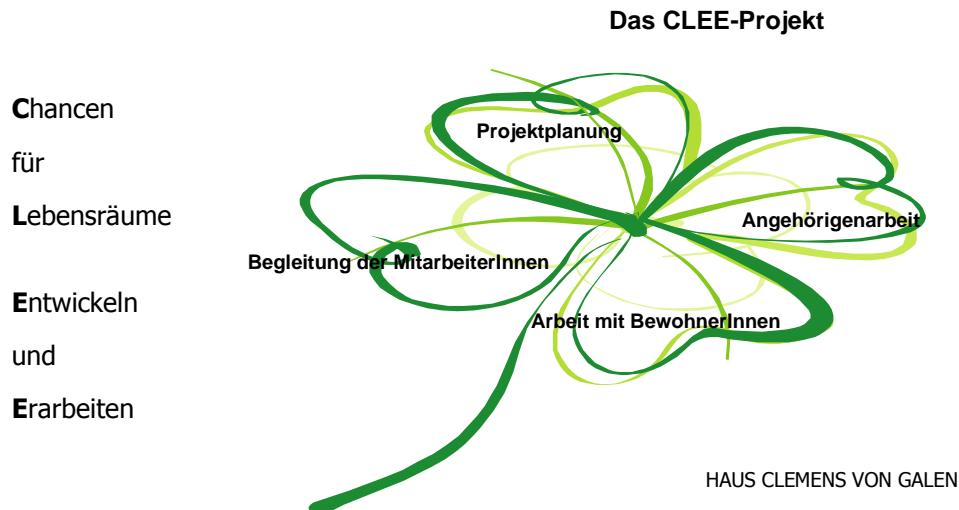 Das CLEE-Projekt
Chancen
für
Lebensräume
Entwickeln
und
Erarbeiten
Projektplanung
Angehörigenarbeit
Begleitung der MitarbeiterInnen
Arbeit mit BewohnerInnen
HAUS CLEMENS VON GALEN